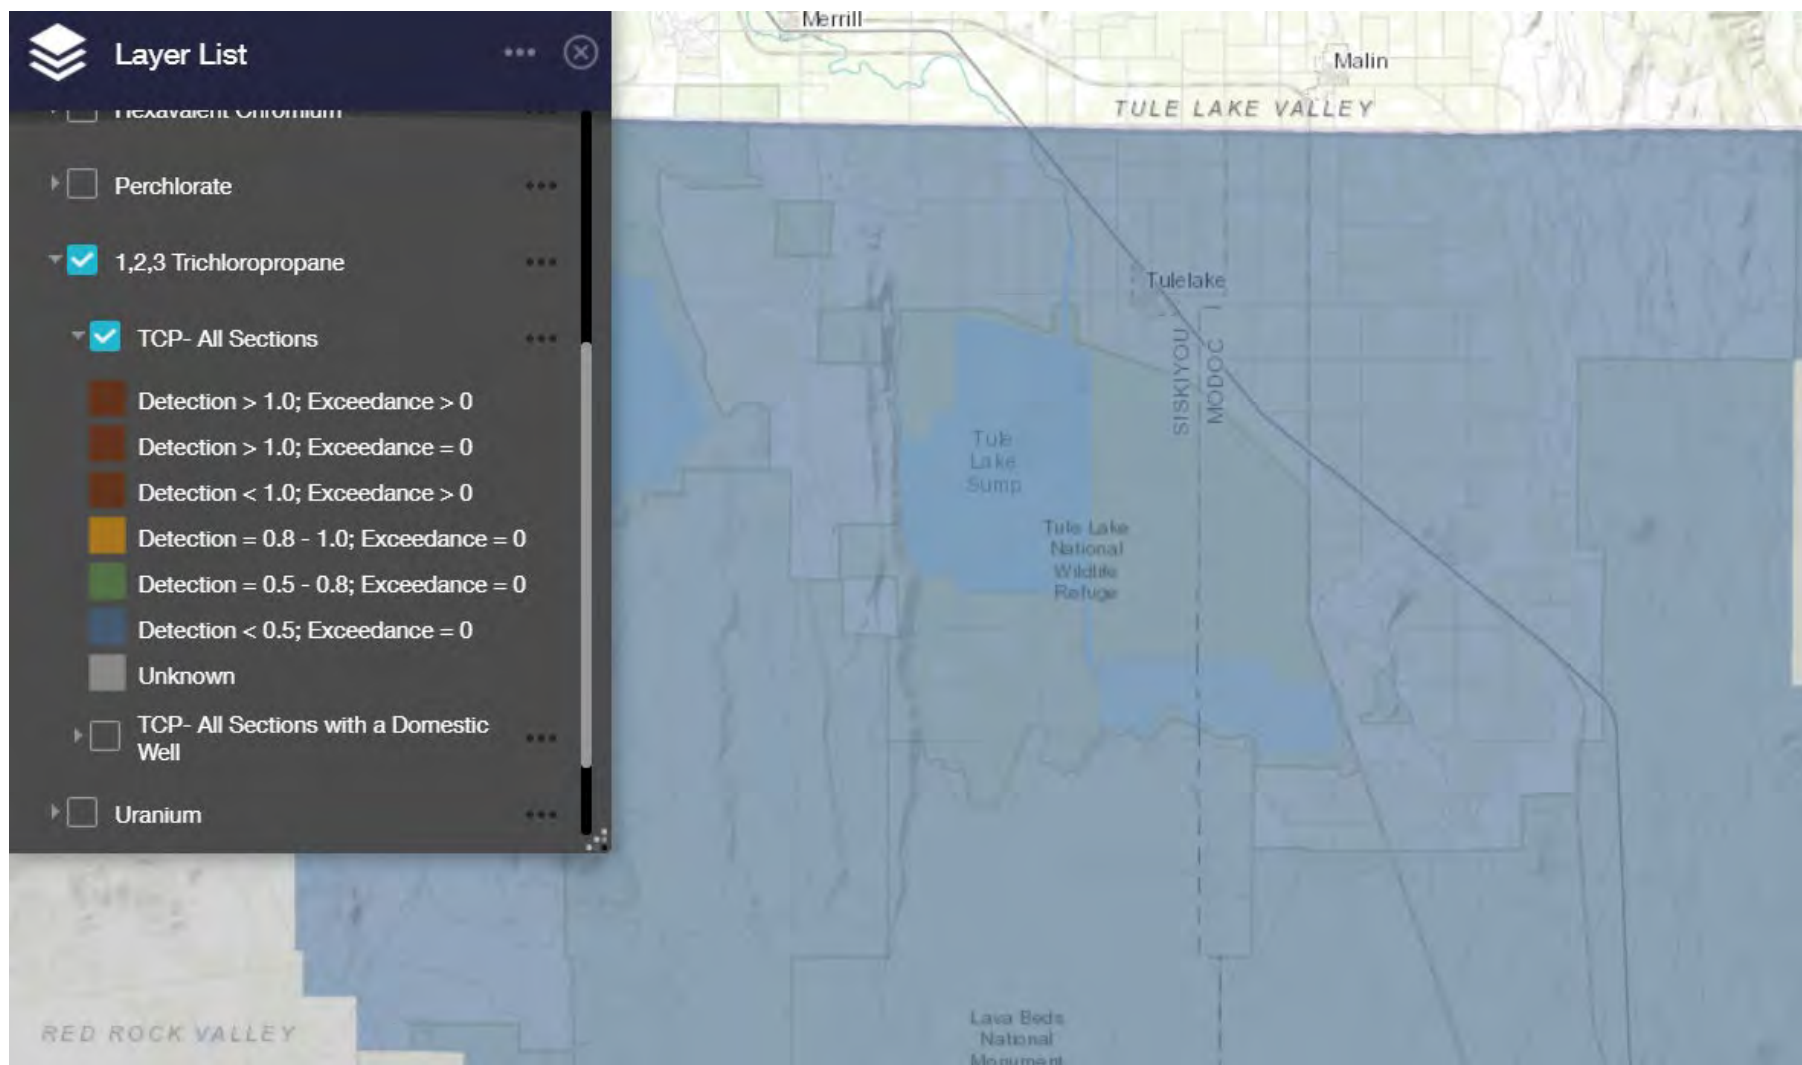 Layer List
Hexavalent Chromium
Perchlorate
1,2,3 Trichloropropane
TCP- All Sections
Detection > 1.0; Exceedance > 0
Detection > 1.0; Exceedance = 0
Detection < 1.0; Exceedance > 0
Detection = 0.8 - 1.0; Exceedance = 0
Detection = 0.5 - 0.8; Exceedance = 0
Detection < 0.5; Exceedance = 0
Unknown
TCP- All Sections with a Domestic
Well
Uranium
Merrill
Malin
TULE LAKE VALLEY
Tulelake
SISKIYOU
MODOC
Tule
Lake
Sump
Tule Lake
National
Wildlife
Refuge
RED ROCK VALLEY
Lava Beds
National
Monument